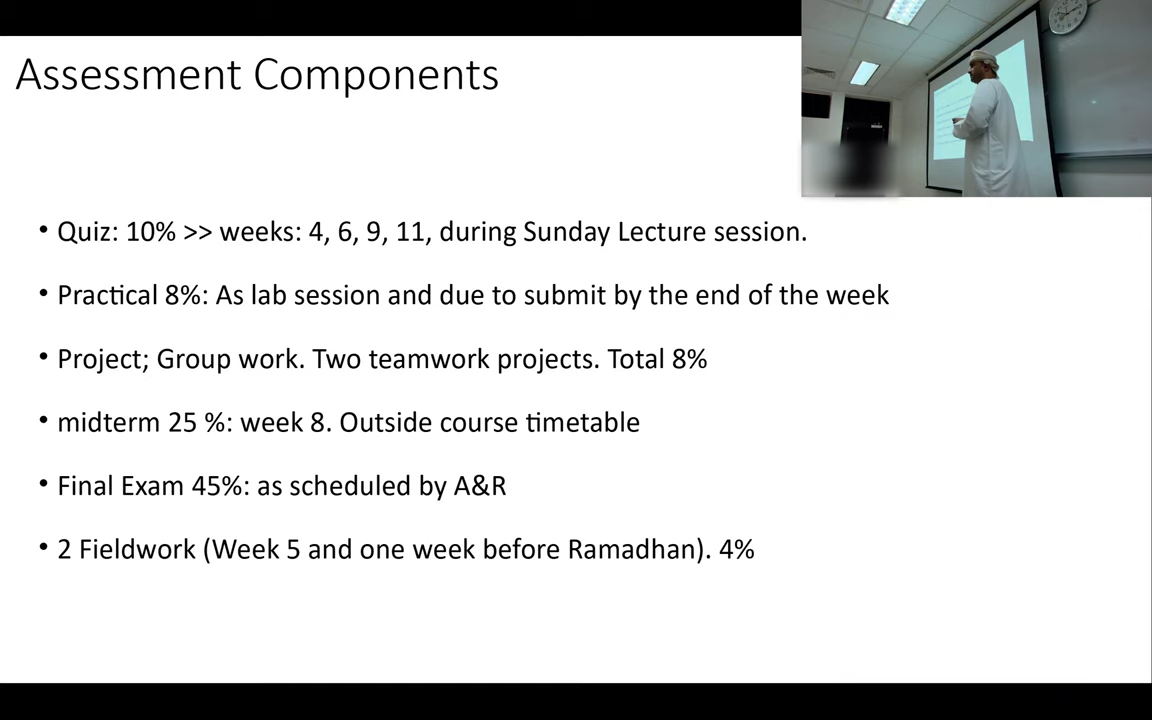 Assessment Components
• Quiz: 10% >> weeks: 4, 6, 9, 11, during Sunday Lecture session.
• Practical 8%: As lab session and due to submit by the end of the week
• Project; Group work. Two teamwork projects. Total 8%
• midterm 25 %: week 8. Outside course timetable
• Final Exam 45%: as scheduled by A&R
• 2 Fieldwork (Week 5 and one week before Ramadhan). 4%